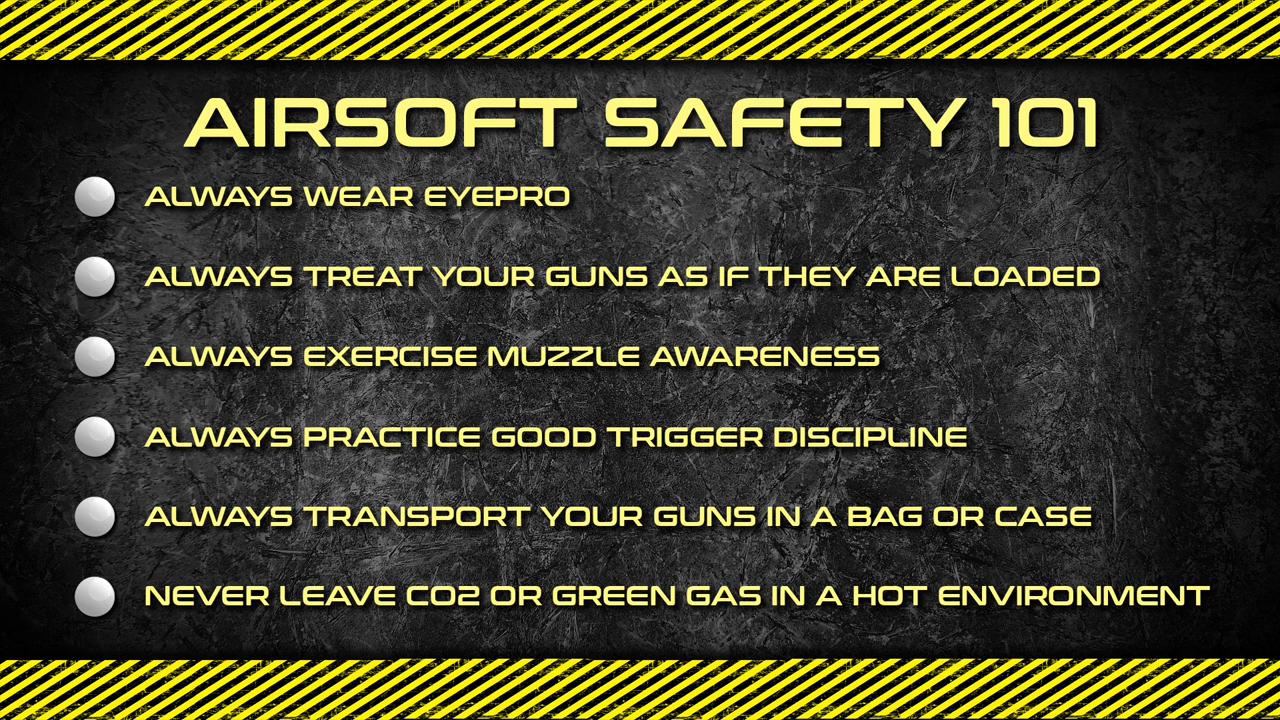 AIRSOFT SAFETY 101
ALWAYS WEAR EYEPRO
ALWAYS TREAT YOUR GUNS AS IF THEY ARE LOADED
ALWAYS EXERCISE MUZZLE AWARENESS
ALWAYS PRACTICE GOOD TRIGGER DISCIPLINE
ALWAYS TRANSPORT YOUR GUNS IN A BAG OR CASE
NEVER LEAVE CO2 OR GREEN GAS IN A HOT ENVIRONMENT